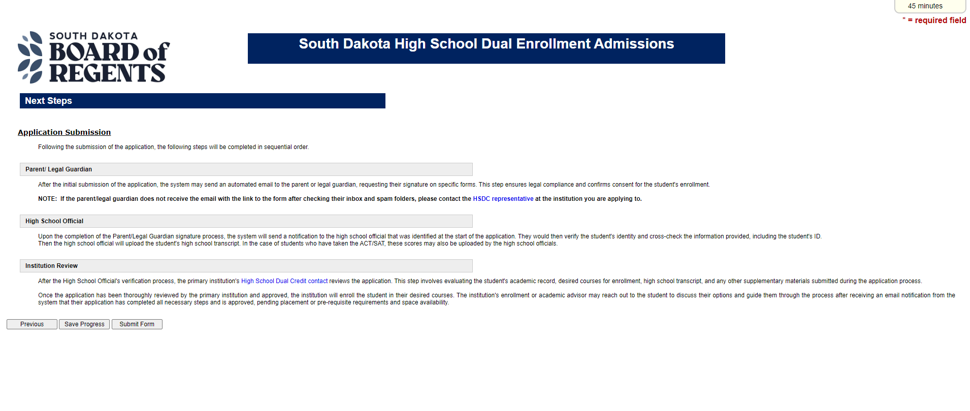 45 minutes
* = required field
SOUTH DAKOTA
BOARD of
REGENTS
South Dakota High School Dual Enrollment Admissions
Next Steps
Application Submission
Following the submission of the application, the following steps will be completed in sequential order.
Parent/ Legal Guardian
After the initial submission of the application, the system may send an automated email to the parent or legal guardian, requesting their signature on specific forms. This step ensures legal compliance and confirms consent for the student's enrollment.
NOTE: If the parent/legal guardian does not receive the email with the link to the form after checking their inbox and spam folders, please contact the HSDC representative at the institution you are applying to.
High School Official
Upon the completion of the Parent/Legal Guardian signature process, the system will send a notification to the high school official that was identified at the start of the application. They would then verify the student's identity and cross-check the information provided, including the student's ID.
Then the high school official will upload the student's high school transcript. In the case of students who have taken the ACT/SAT, these scores may also be uploaded by the high school officials.
Institution Review
After the High School Official's verification process, the primary institution's High School Dual Credit contact reviews the application. This step involves evaluating the student's academic record, desired courses for enrollment, high school transcript, and any other supplementary materials submitted during the application process.
Once the application has been thoroughly reviewed by the primary institution and approved, the institution will enroll the student in their desired courses. The institution's enrollment or academic advisor may reach out to the student to discuss their options and guide them through the process after receiving an email notification from the
system that their application has completed all necessary steps and is approved, pending placement or pre-requisite requirements and space availability.
Previous Save Progress Submit Form